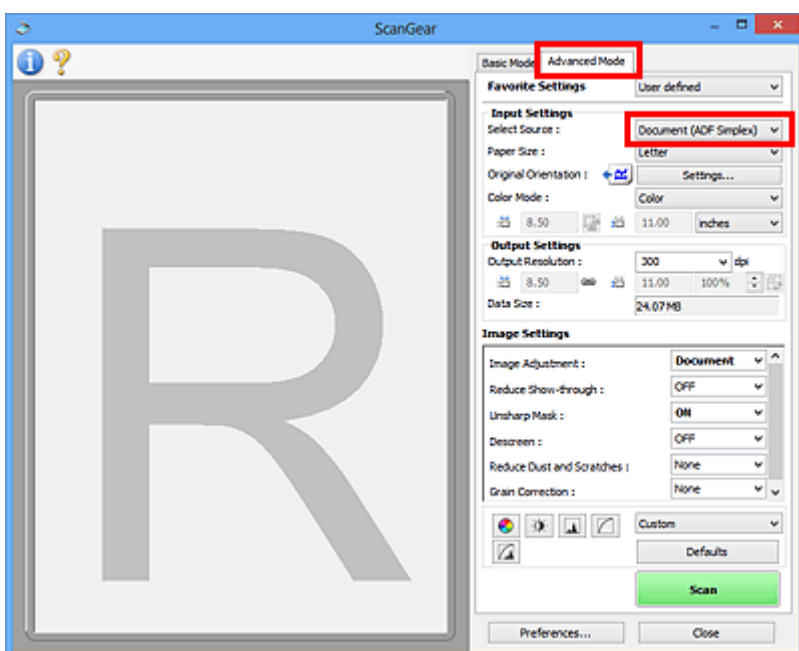 ScanGear
Basic Mode Advanced Mode
Favorite Settings User defined
Input Settings
Select Source : Document (ADF Simplex)
Paper Size : Letter
Original Orientation : Settings...
Color Mode : Color
8.50 11.00 inches
Output Settings
Output Resolution : 300 dpi
8.50 11.00 100%
Data Size : 24.07 MB
Image Settings
Image Adjustment : Document
Reduce Show-through : OFF
Unsharp Mask : ON
Descreen : OFF
Reduce Dust and Scratches : None
Grain Correction : None
Custom
Defaults
Scan
Preferences... Close
R